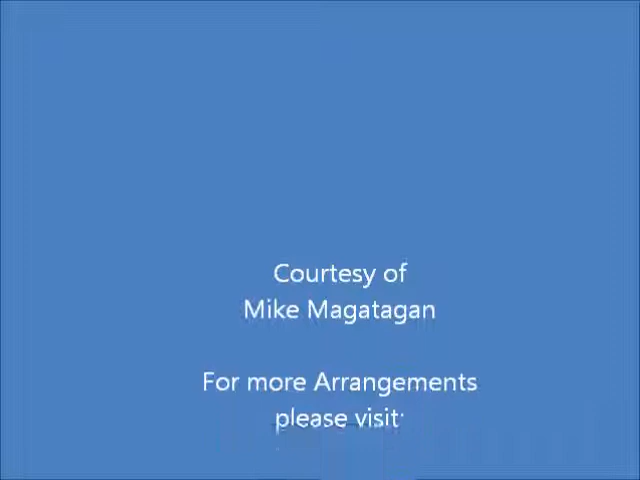 Courtesy of
Mike Magatagan
For more Arrangements
please visit: